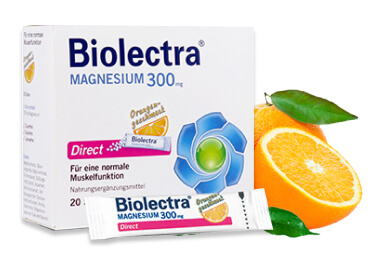 Biolectra®
MAGNESIUM 300 mg
Orangen-
geschmack
Direct
Biolectra®
Für eine normale
Muskelfunktion
Nahrungsergänzungsmittel
20
Biolectra®
MAGNESIUM 300 mg
Direct
Orangen-
geschmack